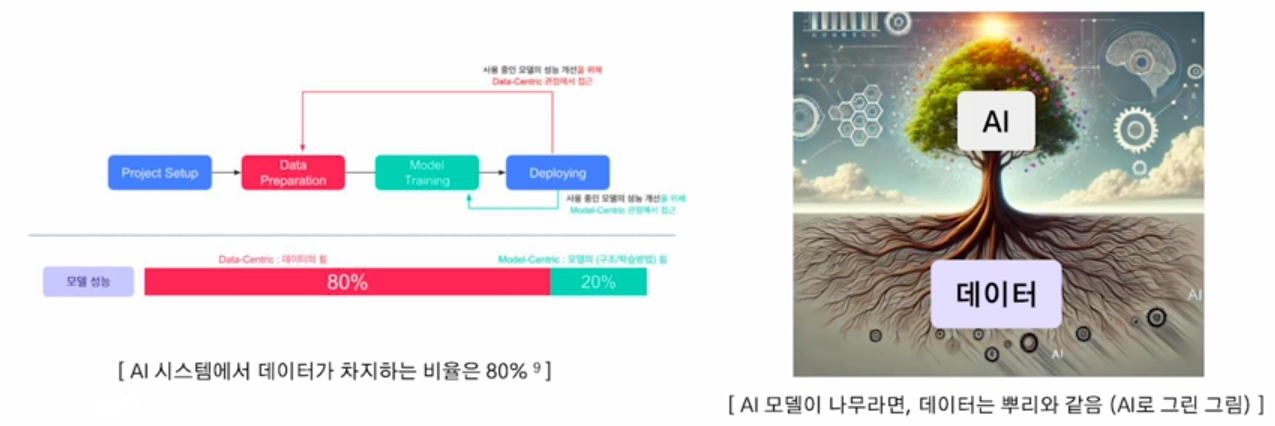 사용 중인 모델의 성능 개선을 위해
Data-Centric 관점에서 접근
Project Setup
Data
Preparation
Model
Training
Deploying
사용 중인 모델의 성능 개선을 위해
Model-Centric 관점에서 접근
Data-Centric : 데이터의 힘
Model-Centric : 모델의 (구조/학습방법) 힘
모델 성능
80%
20%
[ AI 시스템에서 데이터가 차지하는 비율은 80% ⁹ ]
AI
데이터
AI
AI
[ AI 모델이 나무라면, 데이터는 뿌리와 같음 (AI로 그린 그림) ]